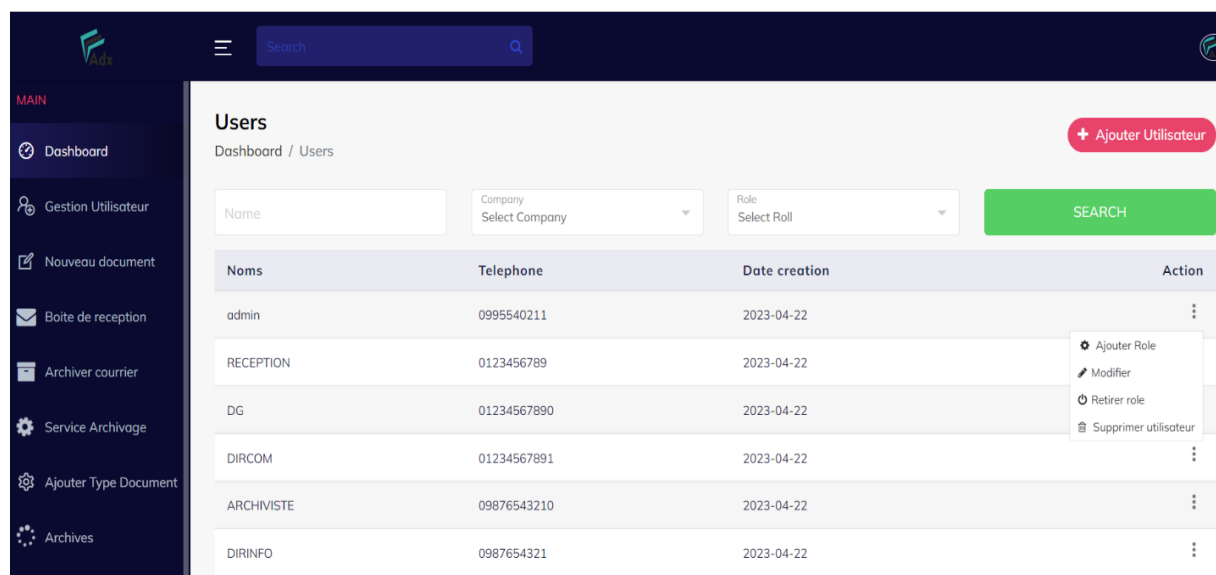 Adx
Search
MAIN
Dashboard
Gestion Utilisateur
Nouveau document
Boite de reception
Archiver courrier
Service Archivage
Ajouter Type Document
Archives
Users
Dashboard / Users
+ Ajouter Utilisateur
Name
Company
Select Company
Role
Select Roll
SEARCH
Noms Telephone Date creation Action
admin 0995540211 2023-04-22
RECEPTION 0123456789 2023-04-22
DG 01234567890 2023-04-22
DIRCOM 01234567891 2023-04-22
ARCHIVISTE 09876543210 2023-04-22
DIRINFO 0987654321 2023-04-22
Ajouter Role
Modifier
Retirer role
Supprimer utilisateur